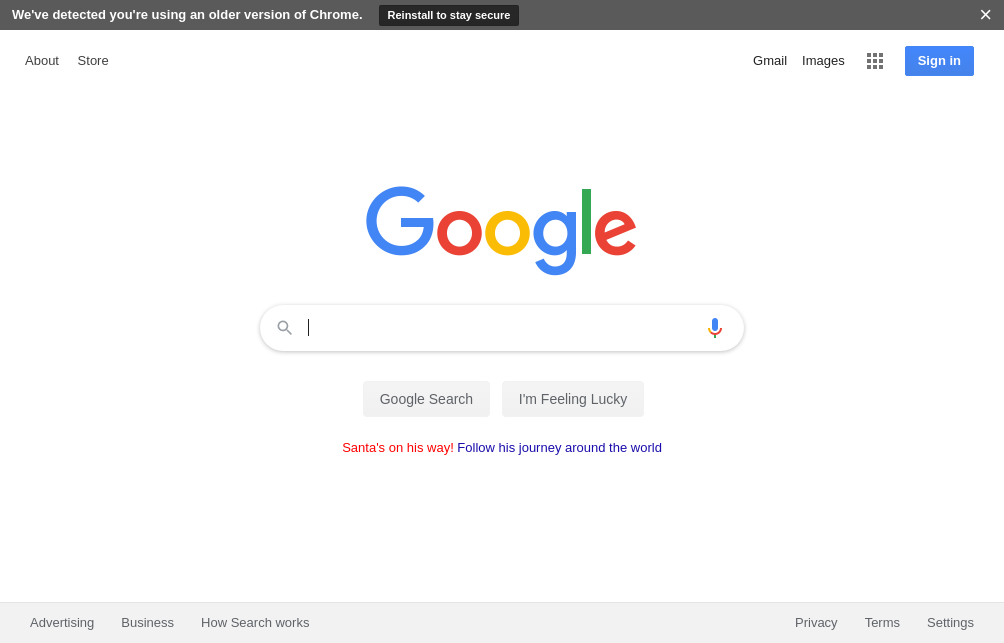 We've detected you're using an older version of Chrome. Reinstall to stay secure
About Store Gmail Images Sign in
Google
Google Search I'm Feeling Lucky
Santa's on his way! Follow his journey around the world
Advertising Business How Search works Privacy Terms Settings